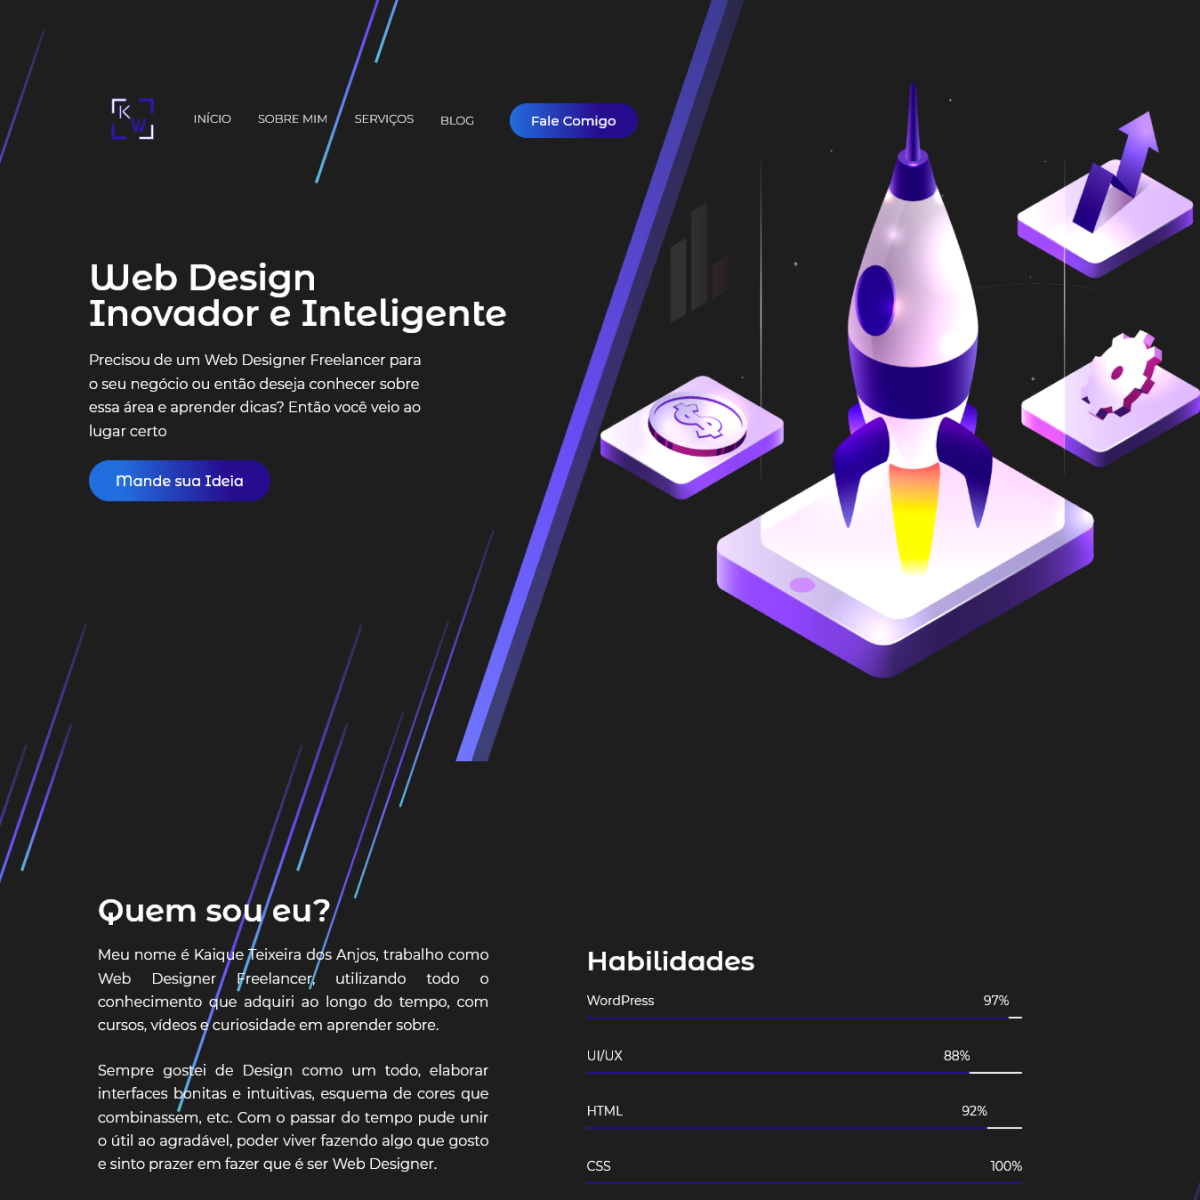 K
W
INÍCIO
SOBRE MIM
SERVIÇOS
BLOG
Fale Comigo
Web Design
Inovador e Inteligente
Precisou de um Web Designer Freelancer para
o seu negócio ou então deseja conhecer sobre
essa área e aprender dicas? Então você veio ao
lugar certo
Mande sua Ideia
$
Quem sou eu?
Meu nome é Kaique Teixeira dos Anjos, trabalho como
Web Designer Freelancer, utilizando todo o
conhecimento que adquiri ao longo do tempo, com
cursos, vídeos e curiosidade em aprender sobre.
Sempre gostei de Design como um todo, elaborar
interfaces bonitas e intuitivas, esquema de cores que
combinassem, etc. Com o passar do tempo pude unir
o útil ao agradável, poder viver fazendo algo que gosto
e sinto prazer em fazer que é ser Web Designer.
Habilidades
WordPress 97%
UI/UX 88%
HTML 92%
CSS 100%